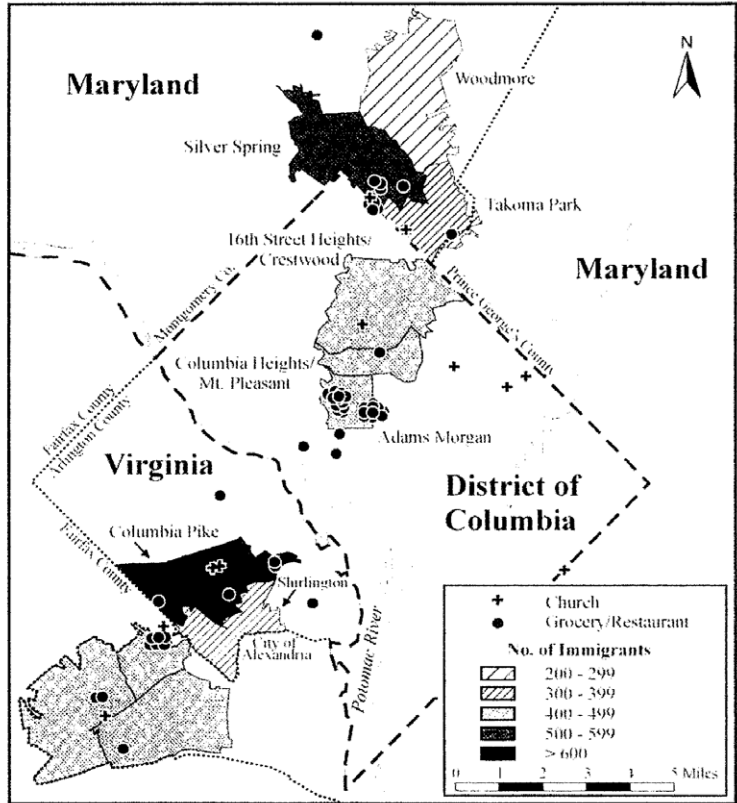 N
Maryland
Woodmore
Silver Spring
Takoma Park
16th Street Heights/
Crestwood
Maryland
Montgomery Co.
Prince George's County
Columbia Heights/
Mt. Pleasant
Fairfax County
Arlington County
Adams Morgan
Virginia
District of
Columbia
Columbia Pike
Fairfax County
Shirlington
City of
Alexandria
Potomac River
Church
Grocery/Restaurant
No. of Immigrants
200 - 299
300 - 399
400 - 499
500 - 599
> 600
0 1 2 3 4 5 Miles